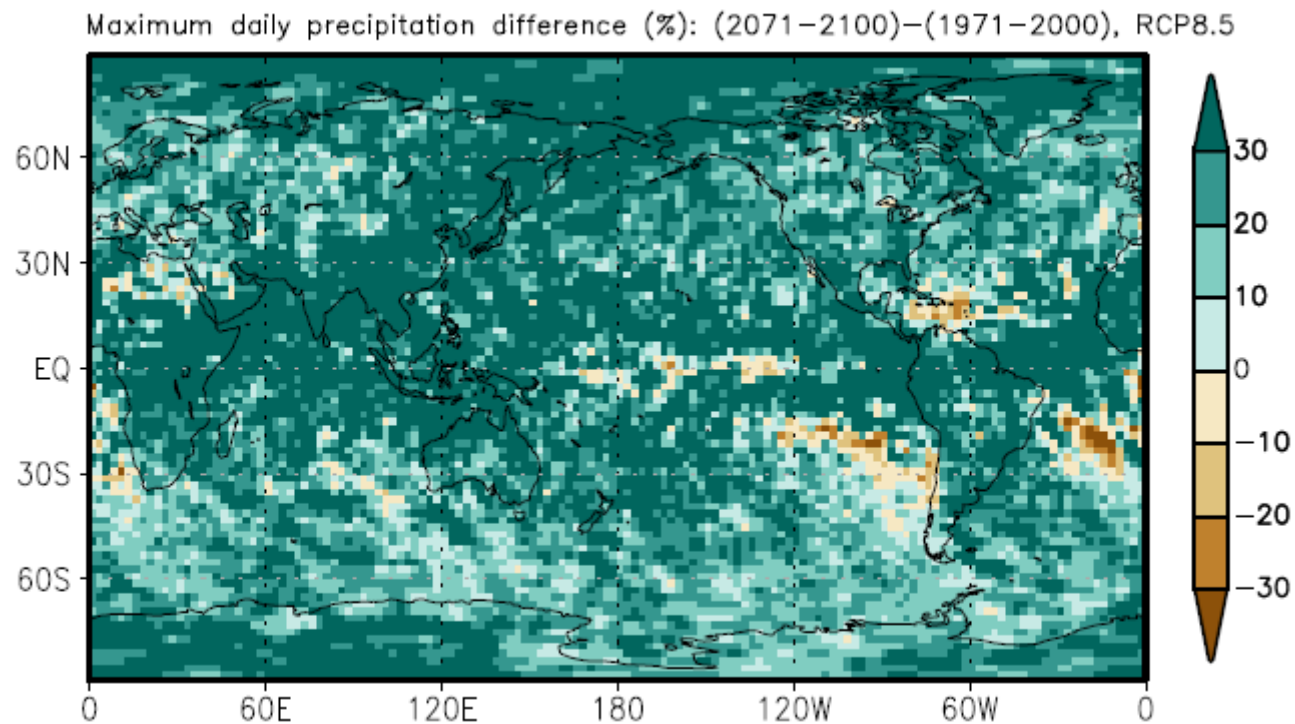 Maximum daily precipitation difference (%): (2071−2100)−(1971−2000), RCP8.5
60N
30N
EQ
30S
60S
0
60E
120E
180
120W
60W
0
30
20
10
0
−10
−20
−30